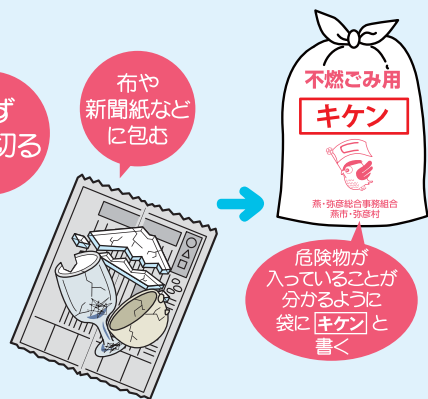 ず
切る
布や
新聞紙など
に包む
不燃ごみ用
キケン
燕・弥彦総合事務組合
燕市・弥彦村
危険物が
入っていることが
分かるように
袋に キケン と
書く